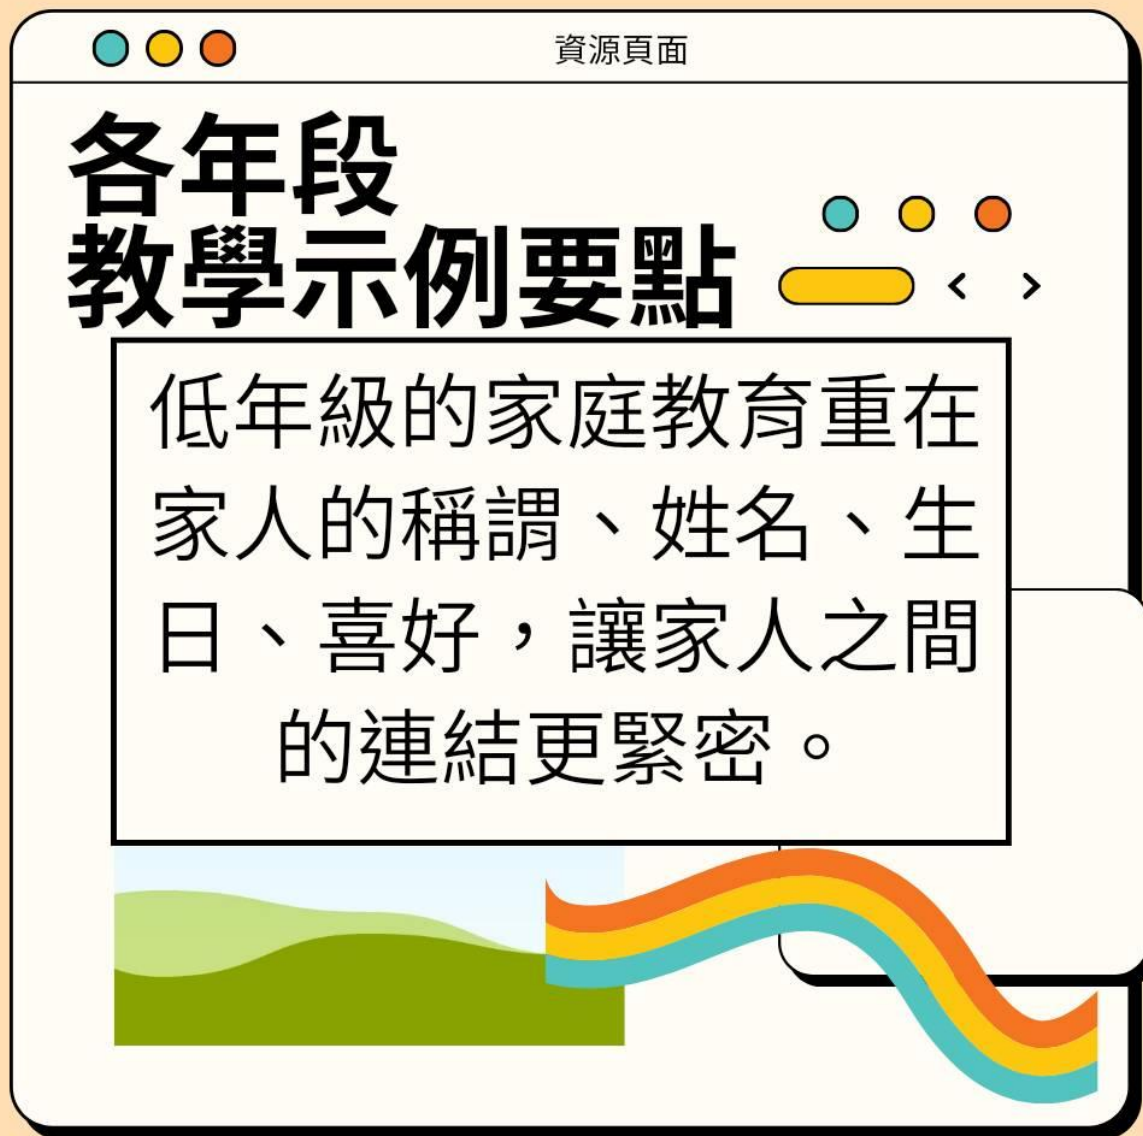 資源頁面
各年段
教學示例要點
低年級的家庭教育重在
家人的稱謂、姓名、生
日、喜好，讓家人之間
的連結更緊密。